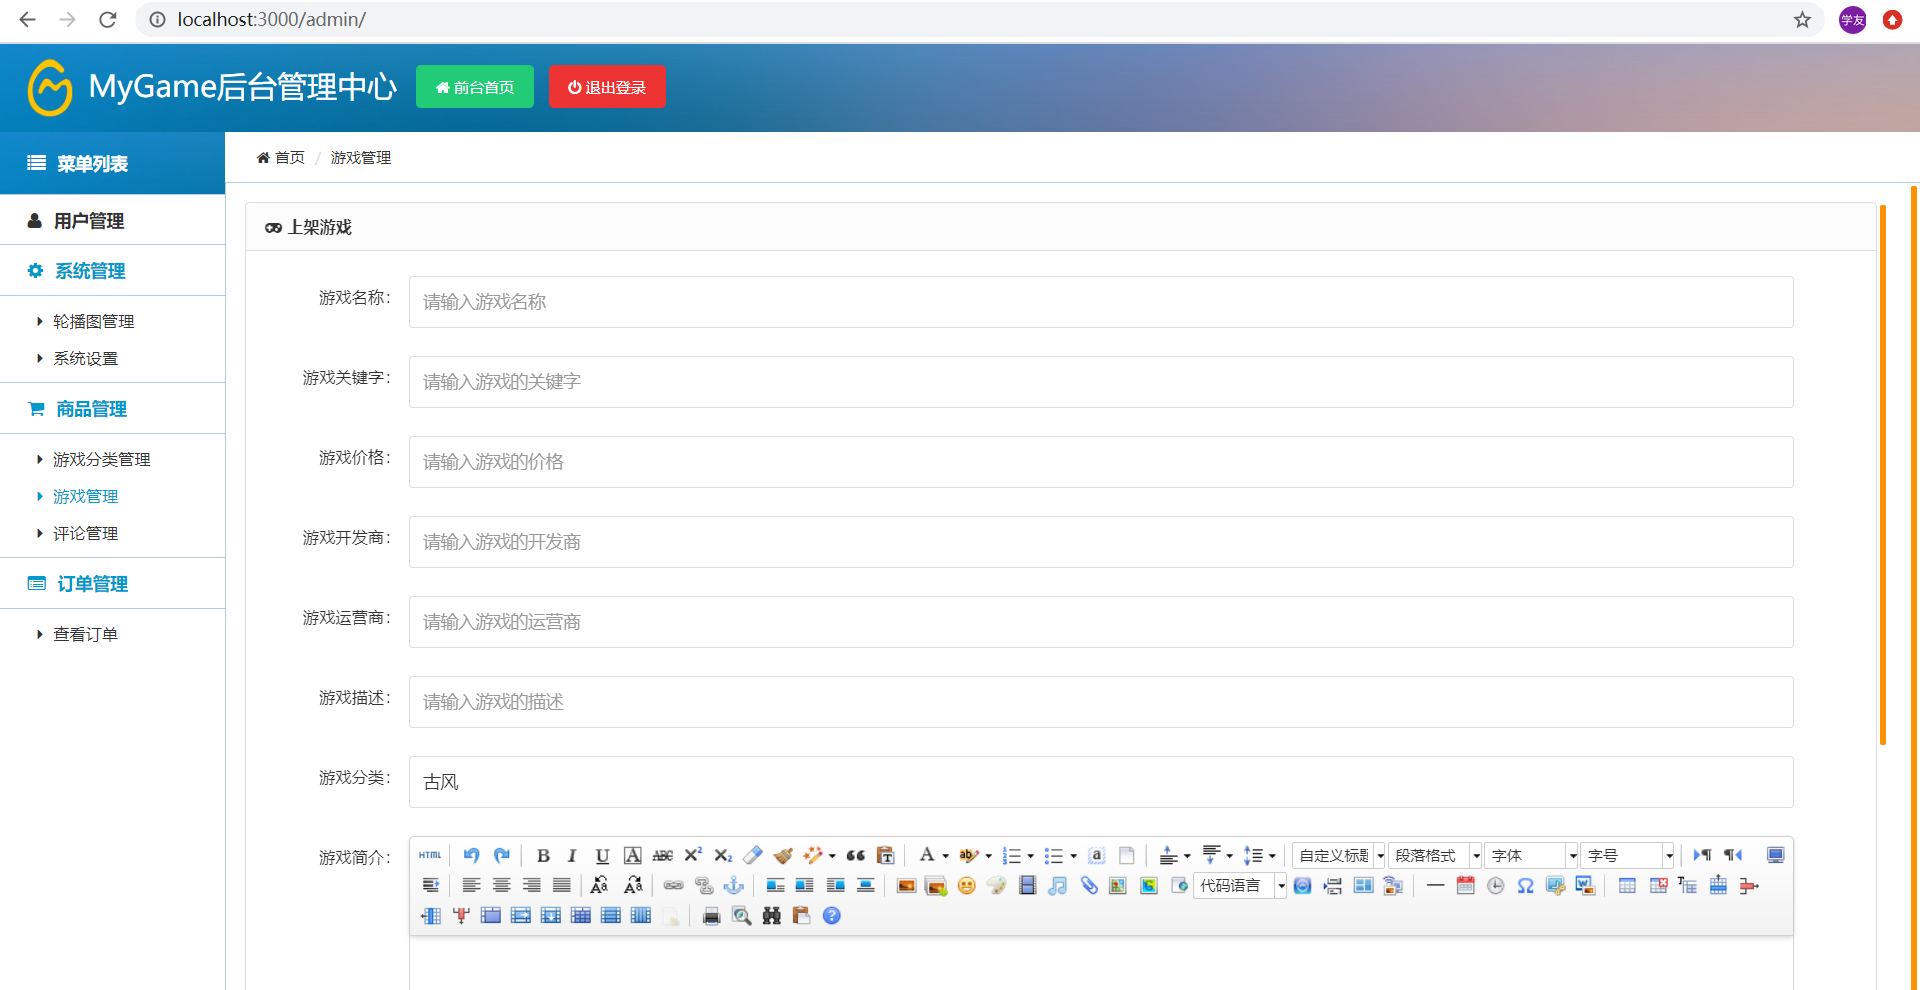 localhost:3000/admin/
学友
MyGame后台管理中心
前台首页
退出登录
菜单列表
首页 / 游戏管理
用户管理
系统管理
轮播图管理
系统设置
商品管理
游戏分类管理
游戏管理
评论管理
订单管理
查看订单
上架游戏
游戏名称：
请输入游戏名称
游戏关键字：
请输入游戏的关键字
游戏价格：
请输入游戏的价格
游戏开发商：
请输入游戏的开发商
游戏运营商：
请输入游戏的运营商
游戏描述：
请输入游戏的描述
游戏分类：
古风
游戏简介：
HTML B I U A ABC X² X₂ A ab a 自定义标题 段落格式 字体 字号
代码语言